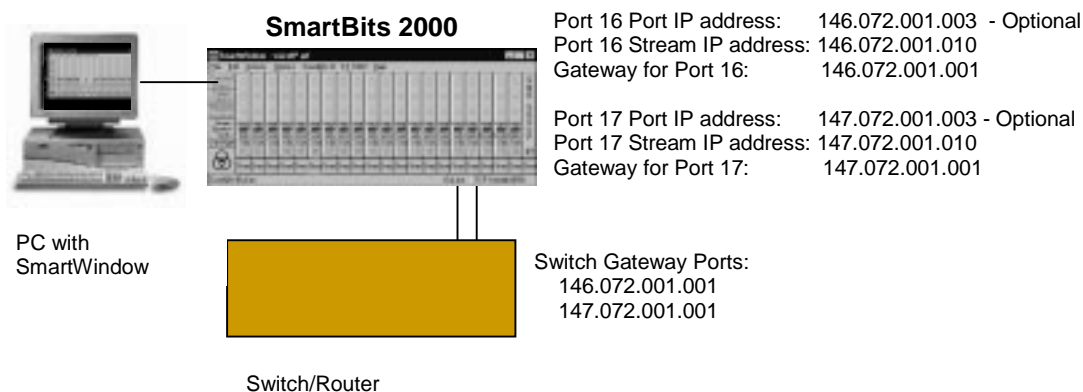 SmartBits 2000
Port 16 Port IP address: 146.072.001.003 - Optional
Port 16 Stream IP address: 146.072.001.010
Gateway for Port 16: 146.072.001.001
Port 17 Port IP address: 147.072.001.003 - Optional
Port 17 Stream IP address: 147.072.001.010
Gateway for Port 17: 147.072.001.001
PC with
SmartWindow
Switch Gateway Ports:
146.072.001.001
147.072.001.001
Switch/Router